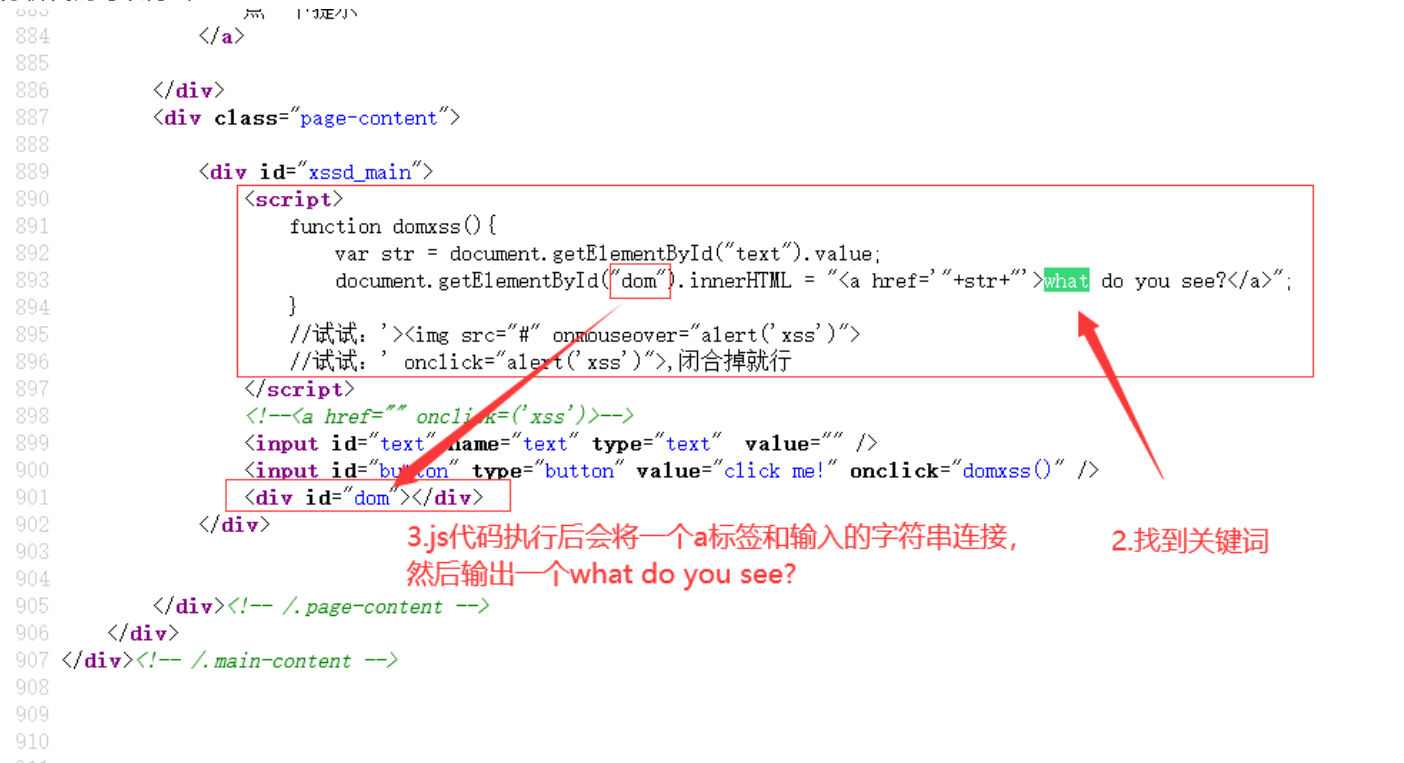 883 点一个提示
884 </a>
885
886 </div>
887 <div class="page-content">
888
889 <div id="xssd_main">
890 <script>
891 function domxss(){
892 var str = document.getElementById("text").value;
893 document.getElementById("dom").innerHTML = "<a href='"+str+"'>what do you see?</a>";
894 }
895 //试试：'><img src="#" onmouseover="alert('xss')">
896 //试试：' onclick="alert('xss')">,闭合掉就行
897 </script>
898 <!--<a href="" onclick=('xss')>-->
899 <input id="text" name="text" type="text" value="" />
900 <input id="button" type="button" value="click me!" onclick="domxss()" />
901 <div id="dom"></div>
902 </div>
3.js代码执行后会将一个a标签和输入的字符串连接，
然后输出一个what do you see?
2.找到关键词
903
904
905 </div><!-- /.page-content -->
906 </div>
907 </div><!-- /.main-content -->
908
909
910